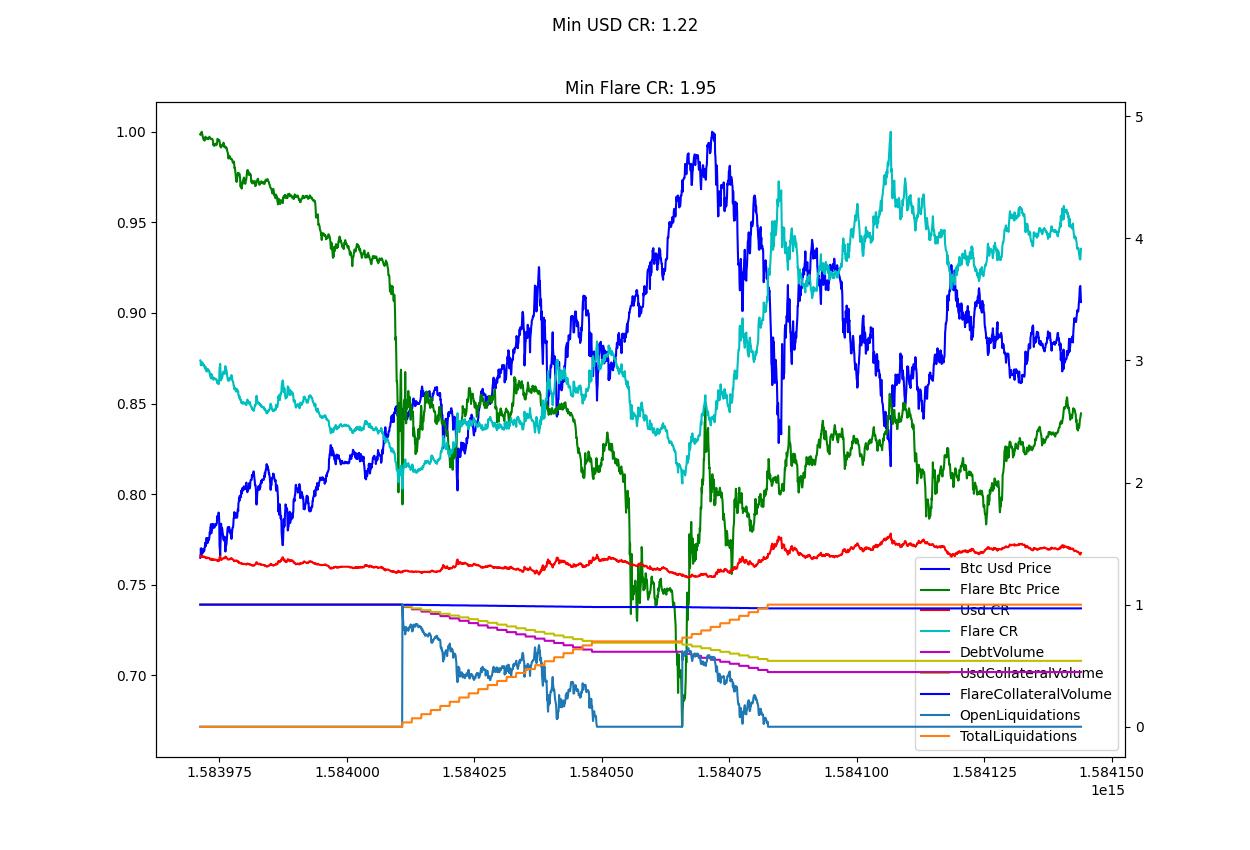 Min USD CR: 1.22
Min Flare CR: 1.95
1.00
0.95
0.90
0.85
0.80
0.75
0.70
5
4
3
2
1
0
Btc Usd Price
Flare Btc Price
Usd CR
Flare CR
DebtVolume
UsdCollateralVolume
FlareCollateralVolume
OpenLiquidations
TotalLiquidations
1.583975 1.584000 1.584025 1.584050 1.584075 1.584100 1.584125 1.584150
1e15